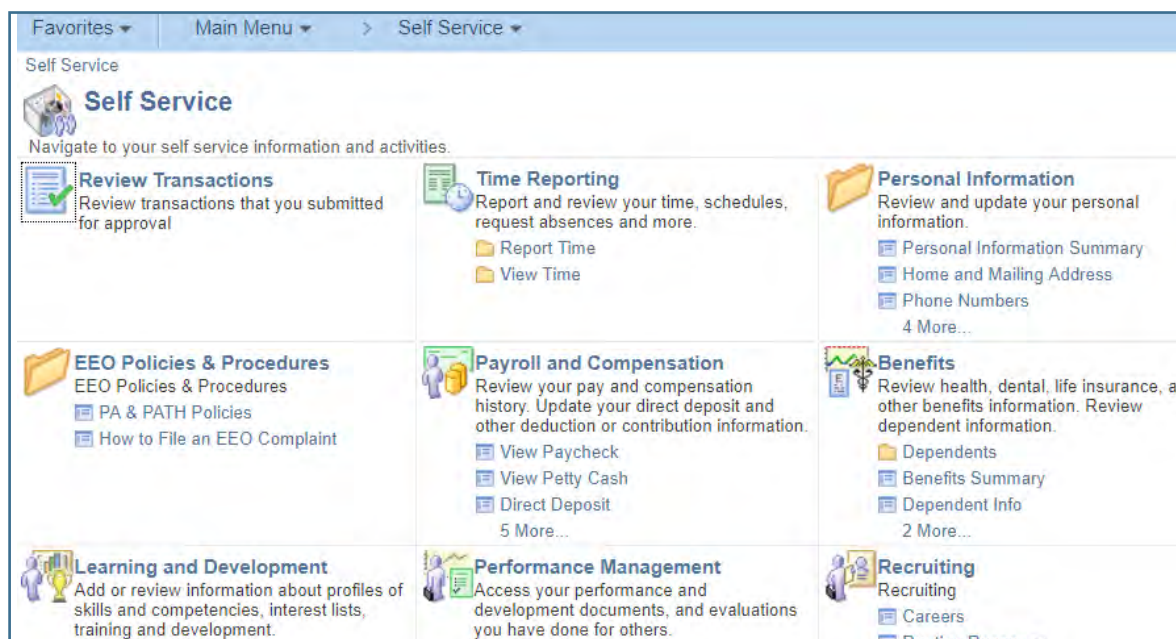 Favorites Main Menu > Self Service
Self Service
Self Service
Navigate to your self service information and activities.
Review Transactions
Review transactions that you submitted
for approval
Time Reporting
Report and review your time, schedules,
request absences and more.
Report Time
View Time
Personal Information
Review and update your personal
information.
Personal Information Summary
Home and Mailing Address
Phone Numbers
4 More...
EEO Policies & Procedures
EEO Policies & Procedures
PA & PATH Policies
How to File an EEO Complaint
Payroll and Compensation
Review your pay and compensation
history. Update your direct deposit and
other deduction or contribution information.
View Paycheck
View Petty Cash
Direct Deposit
5 More...
Benefits
Review health, dental, life insurance,
other benefits information. Review
dependent information.
Dependents
Benefits Summary
Dependent Info
2 More...
Learning and Development
Add or review information about profiles of
skills and competencies, interest lists,
training and development.
Performance Management
Access your performance and
development documents, and evaluations
you have done for others.
Recruiting
Recruiting
Careers